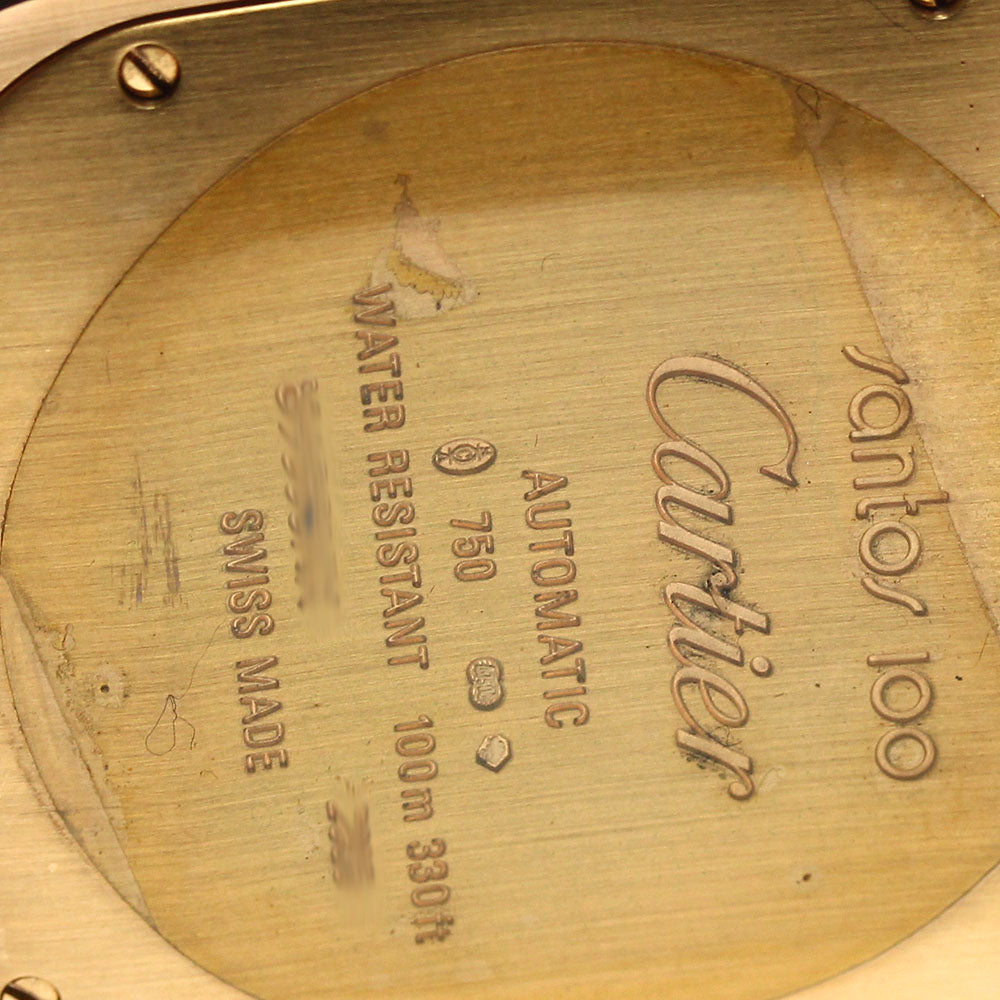 santos 100
Cartier
AUTOMATIC
750
WATER RESISTANT 100m 330ft
SWISS MADE